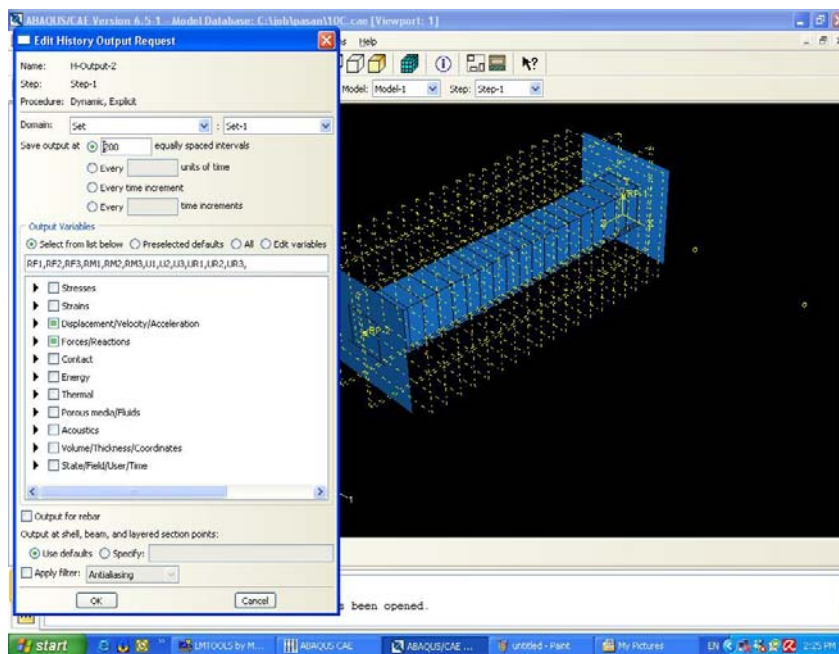 ABAQUS/CAE Version 6.5-1 - Model Database: C:\job\pasan\10C.cae [Viewport: 1]
Edit History Output Request
Help
Name: H-Output-2
Step: Step-1
Procedure: Dynamic, Explicit
Model: Model-1 Step: Step-1
Domain: Set : Set-1
Save output at 200 equally spaced intervals
Every units of time
Every time increment
Every time increments
Output Variables
Select from list below Preselected defaults All Edit variables
RF1,RF2,RF3,RM1,RM2,RM3,U1,U2,U3,UR1,UR2,UR3,
Stresses
Strains
Displacement/Velocity/Acceleration
Forces/Reactions
Contact
Energy
Thermal
Porous media/Fluids
Acoustics
Volume/Thickness/Coordinates
State/Field/User/Time
RP-1
RP-2
1
Output for rebar
Output at shell, beam, and layered section points:
Use defaults Specify:
Apply filter: Antialiasing
OK Cancel
been opened.
start LMTOOLS by M... ABAQUS CAE ABAQUS/CAE ... untitled - Paint My Pictures EN 2:25 PM